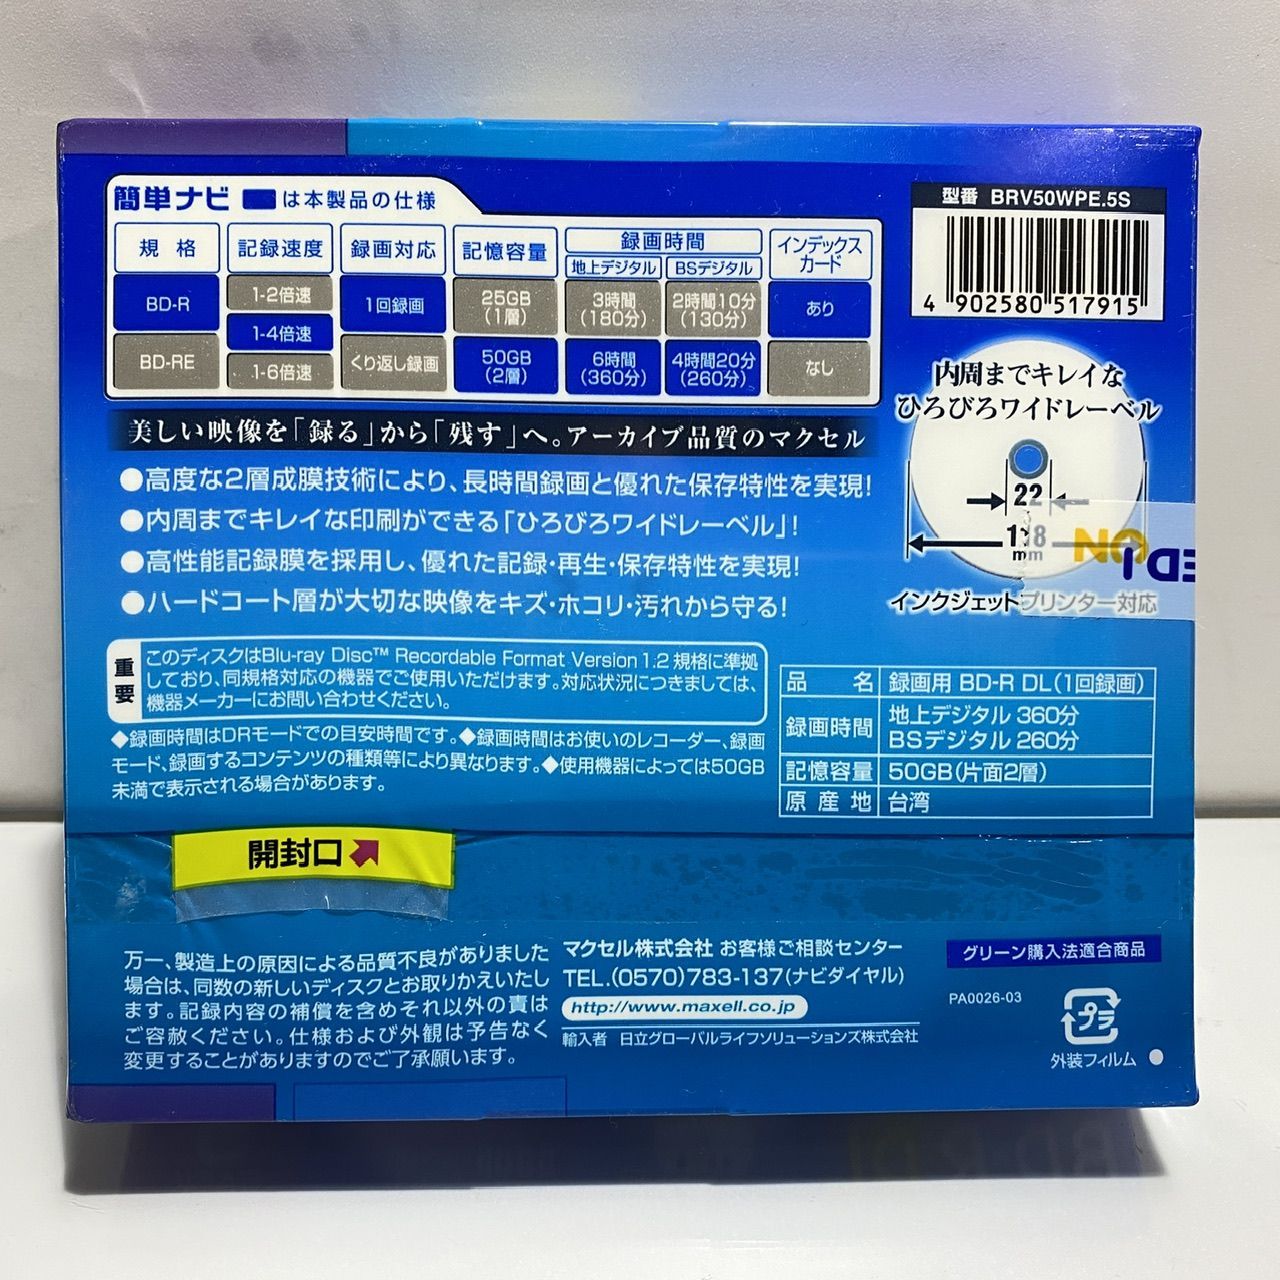 簡単ナビ は本製品の仕様
規格 記録速度 録画対応 記憶容量 録画時間 インデックスカード
地上デジタル BSデジタル
BD-R 1-2倍速 1回録画 25GB(1層) 3時間(180分) 2時間10分(130分) あり
1-4倍速
BD-RE 1-6倍速 くり返し録画 50GB(2層) 6時間(360分) 4時間20分(260分) なし
型番 BRV50WPE.5S
4 902580 517915
美しい映像を「録る」から「残す」へ。アーカイブ品質のマクセル
●高度な2層成膜技術により、長時間録画と優れた保存特性を実現!
●内周までキレイな印刷ができる「ひろびろワイドレーベル」!
●高性能記録膜を採用し、優れた記録・再生・保存特性を実現!
●ハードコート層が大切な映像をキズ・ホコリ・汚れから守る!
内周までキレイな
ひろびろワイドレーベル
22
118
mm mm
インクジェットプリンター対応
重要
このディスクはBlu-ray Disc™ Recordable Format Version 1.2 規格に準拠
しており、同規格対応の機器でご使用いただけます。対応状況につきましては、
機器メーカーにお問い合わせください。
◆録画時間はDRモードでの目安時間です。◆録画時間はお使いのレコーダー、録画
モード、録画するコンテンツの種類等により異なります。◆使用機器によっては50GB
未満で表示される場合があります。
品名 録画用 BD-R DL(1回録画)
録画時間 地上デジタル 360分
BSデジタル 260分
記憶容量 50GB(片面2層)
原産地 台湾
開封口
万一、製造上の原因による品質不良がありました
場合は、同数の新しいディスクとお取りかえいたし
ます。記録内容の補償を含めそれ以外の責は
ご容赦ください。仕様および外観は予告なく
変更することがありますのでご了承願います。
マクセル株式会社 お客様ご相談センター
TEL.(0570)783-137(ナビダイヤル)
http://www.maxell.co.jp
輸入者 日立グローバルライフソリューションズ株式会社
グリーン購入法適合商品
PA0026-03
プラ
外装フィルム